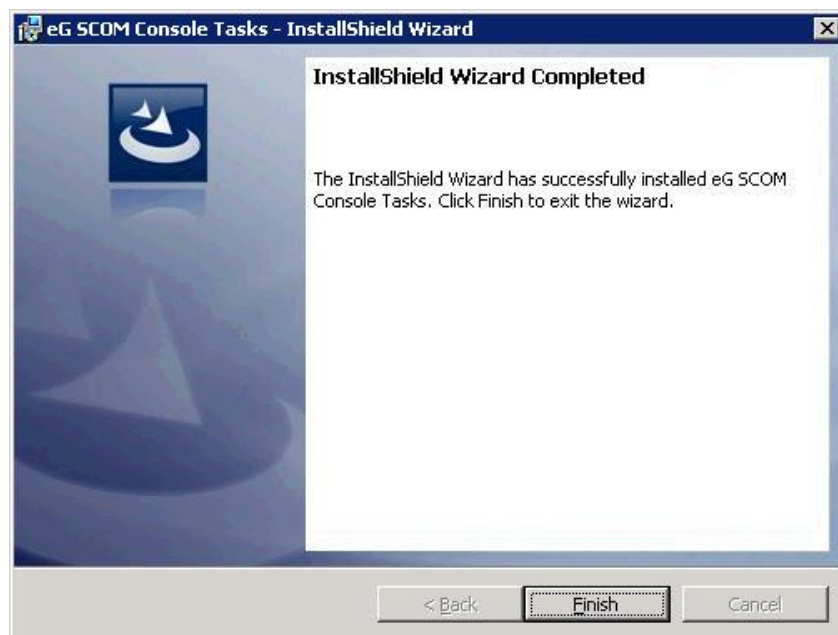 eG SCOM Console Tasks - InstallShield Wizard
InstallShield Wizard Completed
The InstallShield Wizard has successfully installed eG SCOM
Console Tasks. Click Finish to exit the wizard.
< Back
Finish
Cancel